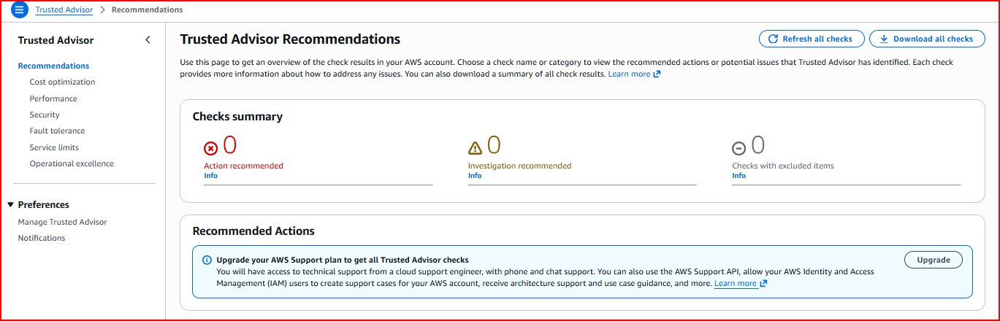 Trusted Advisor > Recommendations
Trusted Advisor
Recommendations
Cost optimization
Performance
Security
Fault tolerance
Service limits
Operational excellence
Preferences
Manage Trusted Advisor
Notifications
Trusted Advisor Recommendations
Refresh all checks
Download all checks
Use this page to get an overview of the check results in your AWS account. Choose a check name or category to view the recommended actions or potential issues that Trusted Advisor has identified. Each check
provides more information about how to address any issues. You can also download a summary of all check results. Learn more
Checks summary
0
Action recommended
Info
0
Investigation recommended
Info
0
Checks with excluded items
Info
Recommended Actions
Upgrade your AWS Support plan to get all Trusted Advisor checks
You will have access to technical support from a cloud support engineer, with phone and chat support. You can also use the AWS Support API, allow your AWS Identity and Access
Management (IAM) users to create support cases for your AWS account, receive architecture support and use case guidance, and more. Learn more
Upgrade